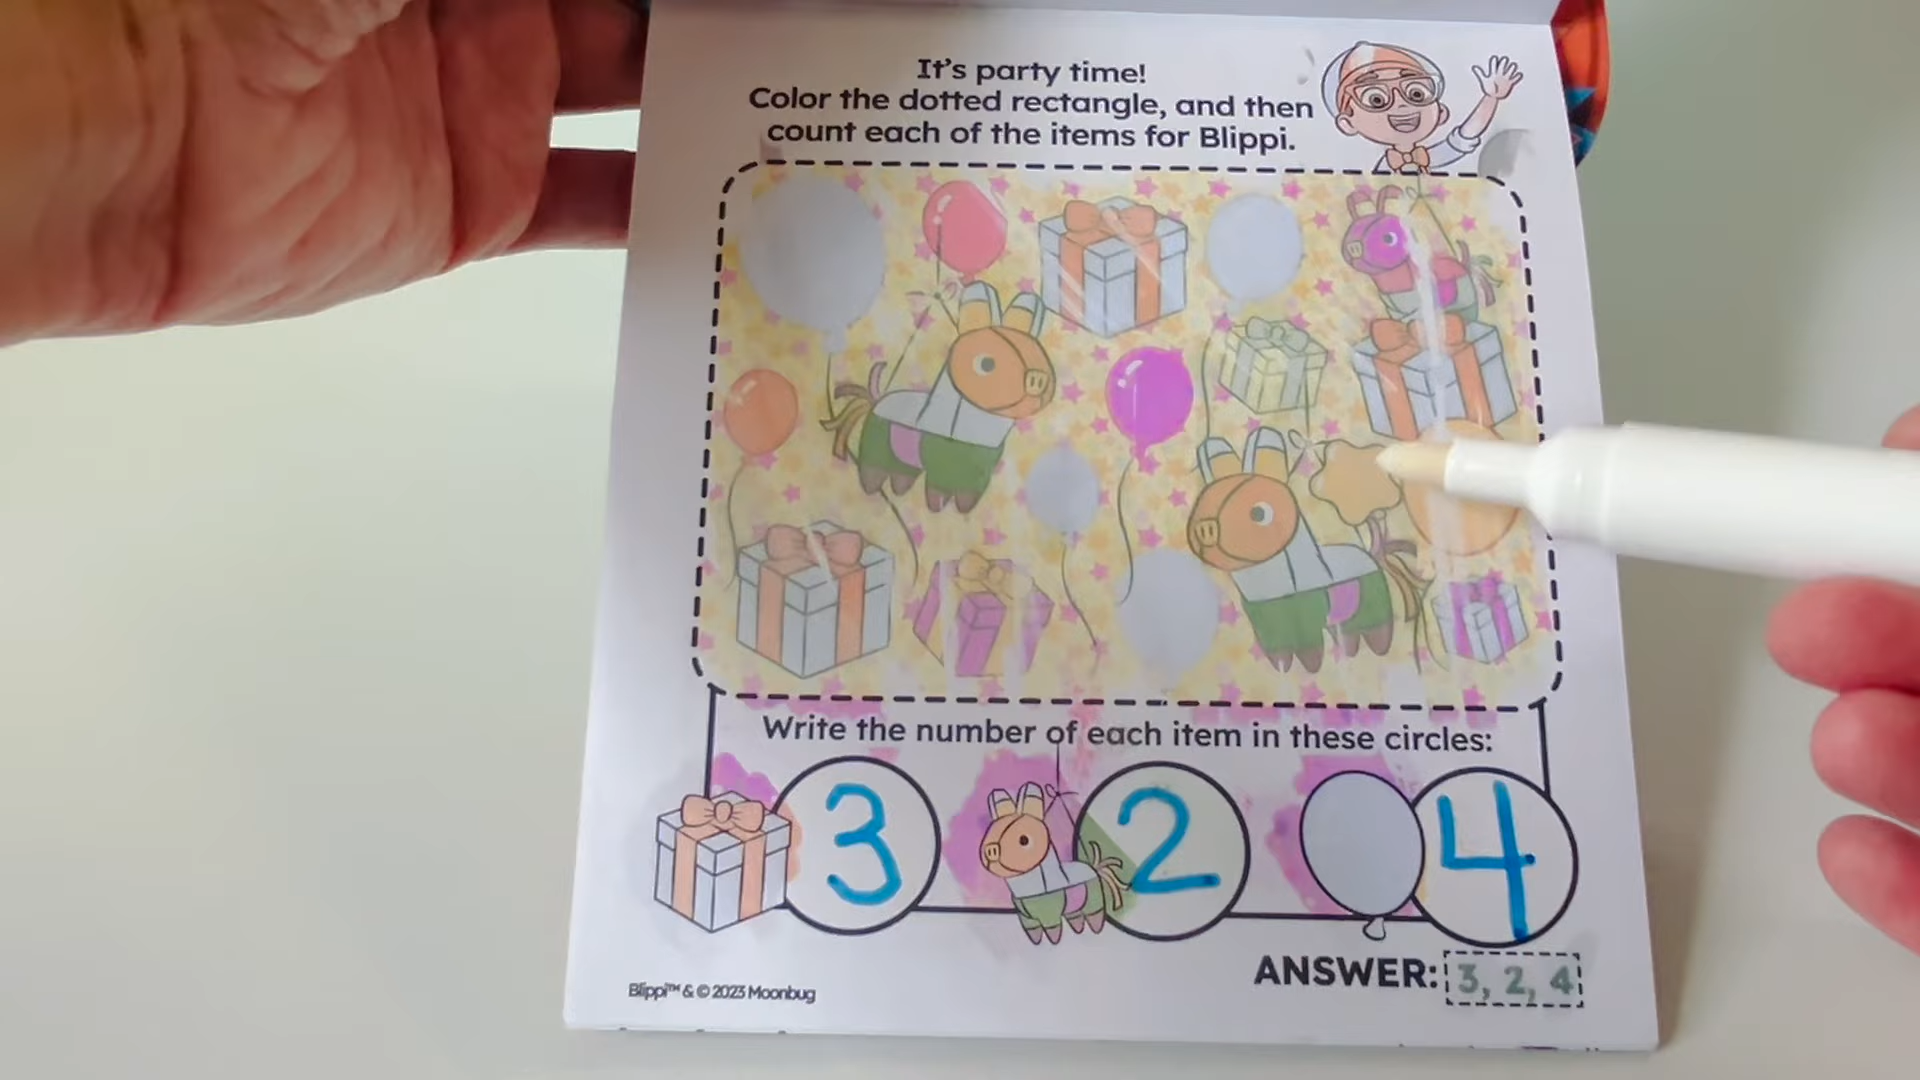 It's party time!
Color the dotted rectangle, and then
count each of the items for Blippi.
Write the number of each item in these circles:
3 2 4
ANSWER: 3, 2, 4
Blippi™ & © 2023 Moonbug